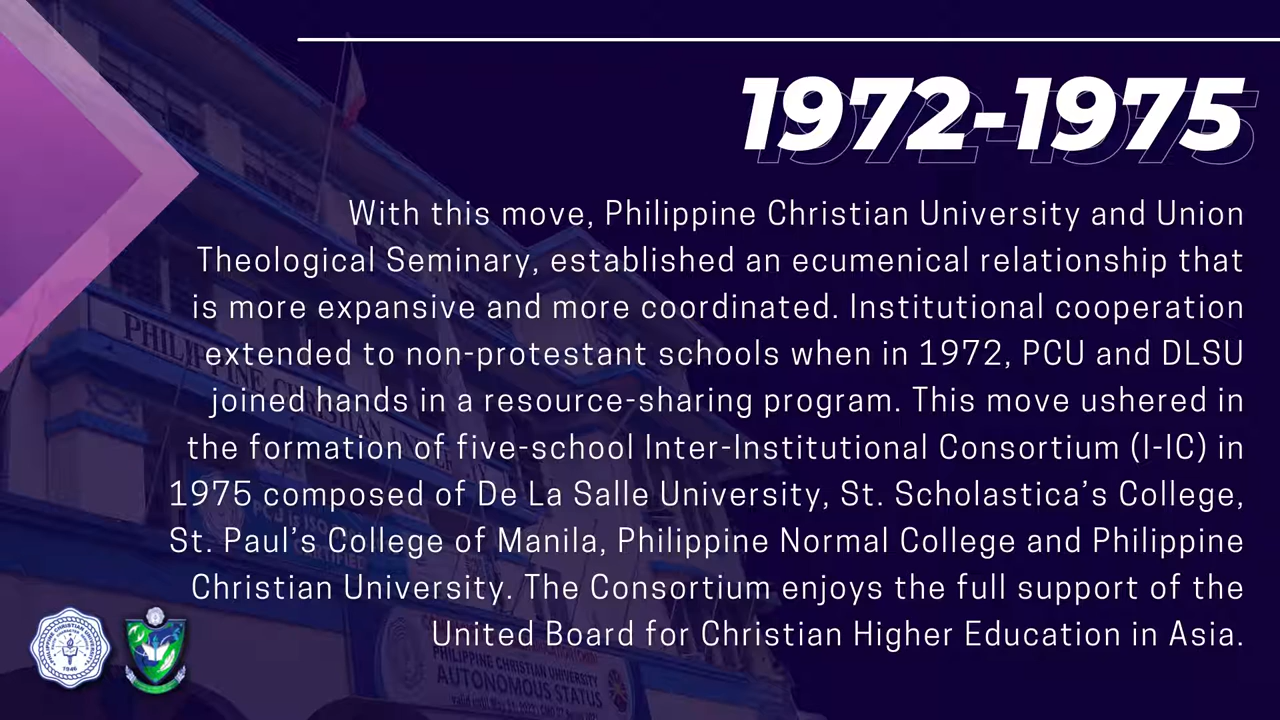 1972-1975
With this move, Philippine Christian University and Union
Theological Seminary, established an ecumenical relationship that
is more expansive and more coordinated. Institutional cooperation
extended to non-protestant schools when in 1972, PCU and DLSU
joined hands in a resource-sharing program. This move ushered in
the formation of five-school Inter-Institutional Consortium (I-IC) in
1975 composed of De La Salle University, St. Scholastica’s College,
St. Paul’s College of Manila, Philippine Normal College and Philippine
Christian University. The Consortium enjoys the full support of the
United Board for Christian Higher Education in Asia.
PHILIPPINE CHRISTIAN UNIVERSITY
PHILIPPINE CHRISTIAN UNIVERSITY
AUTONOMOUS STATUS
1946